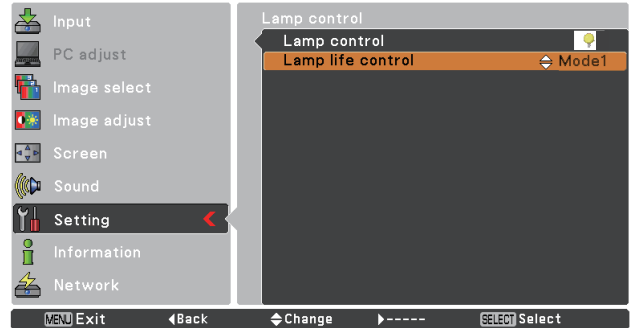 Input
PC adjust
Image select
Image adjust
Screen
Sound
Setting
Information
Network
Lamp control
Lamp control
Lamp life control Mode1
MENU Exit Back Change ----- SELECT Select